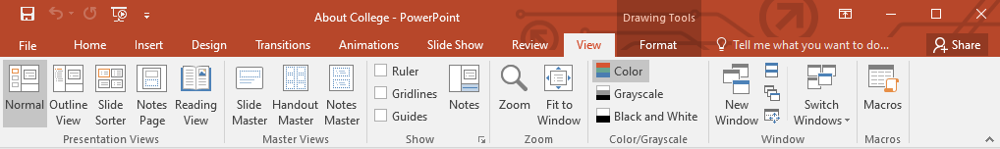 About College - PowerPoint
Drawing Tools
File Home Insert Design Transitions Animations Slide Show Review View Format Tell me what you want to do... Share
Normal
Outline View
Slide Sorter
Notes Page
Reading View
Presentation Views
Slide Master
Handout Master
Notes Master
Master Views
Ruler
Gridlines
Guides
Notes
Show
Zoom
Fit to Window
Zoom
Color
Grayscale
Black and White
Color/Grayscale
New Window
Switch Windows
Window
Macros
Macros